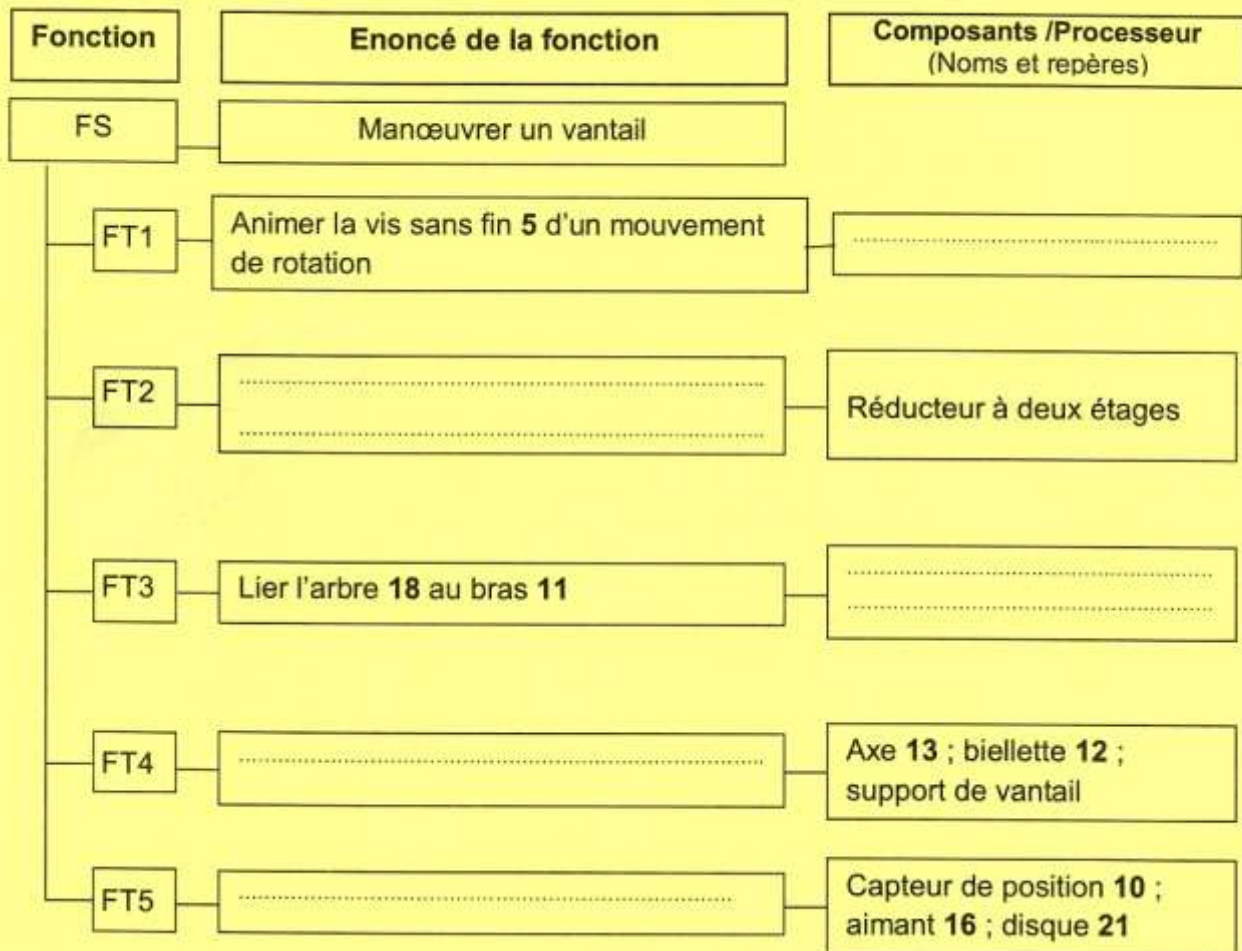 Fonction
Enoncé de la fonction
Composants /Processeur
(Noms et repères)
FS
Manœuvrer un vantail
FT1
Animer la vis sans fin 5 d'un mouvement
de rotation
FT2
Réducteur à deux étages
FT3
Lier l'arbre 18 au bras 11
FT4
Axe 13 ; biellette 12 ;
support de vantail
FT5
Capteur de position 10 ;
aimant 16 ; disque 21